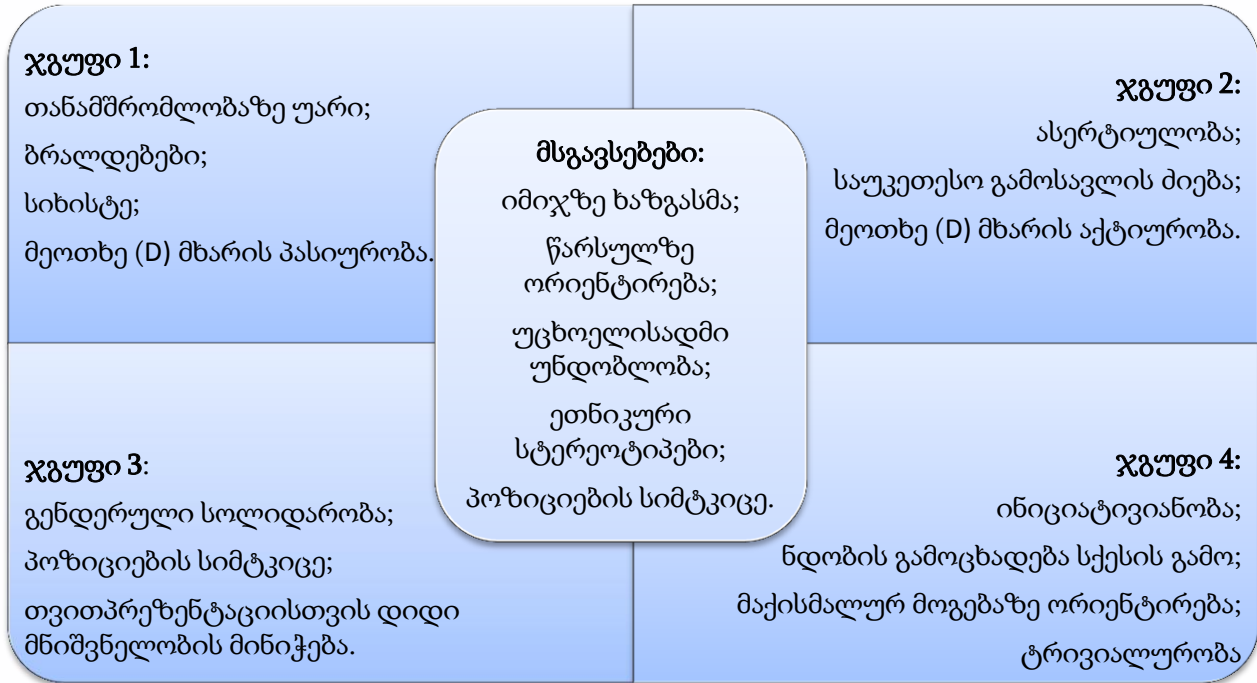 ჯგუფი 1:
თანამშრომლობაზე უარი;
ბრალდებები;
სიხისტე;
მეოთხე (D) მხარის პასიურობა.
ჯგუფი 2:
ასერტიულობა;
საუკეთესო გამოსავლის ძიება;
მეოთხე (D) მხარის აქტიურობა.
მსგავსებები:
იმიჯზე ხაზგასმა;
წარსულზე
ორიენტირება;
უცხოელისადმი
უნდობლობა;
ეთნიკური
სტერეოტიპები;
პოზიციების სიმტკიცე.
ჯგუფი 3:
გენდერული სოლიდარობა;
პოზიციების სიმტკიცე;
თვითპრეზენტაციისთვის დიდი
მნიშვნელობის მინიჭება.
ჯგუფი 4:
ინიციატივიანობა;
ნდობის გამოცხადება სქესის გამო;
მაქისმალურ მოგებაზე ორიენტირება;
ტრივიალურობა